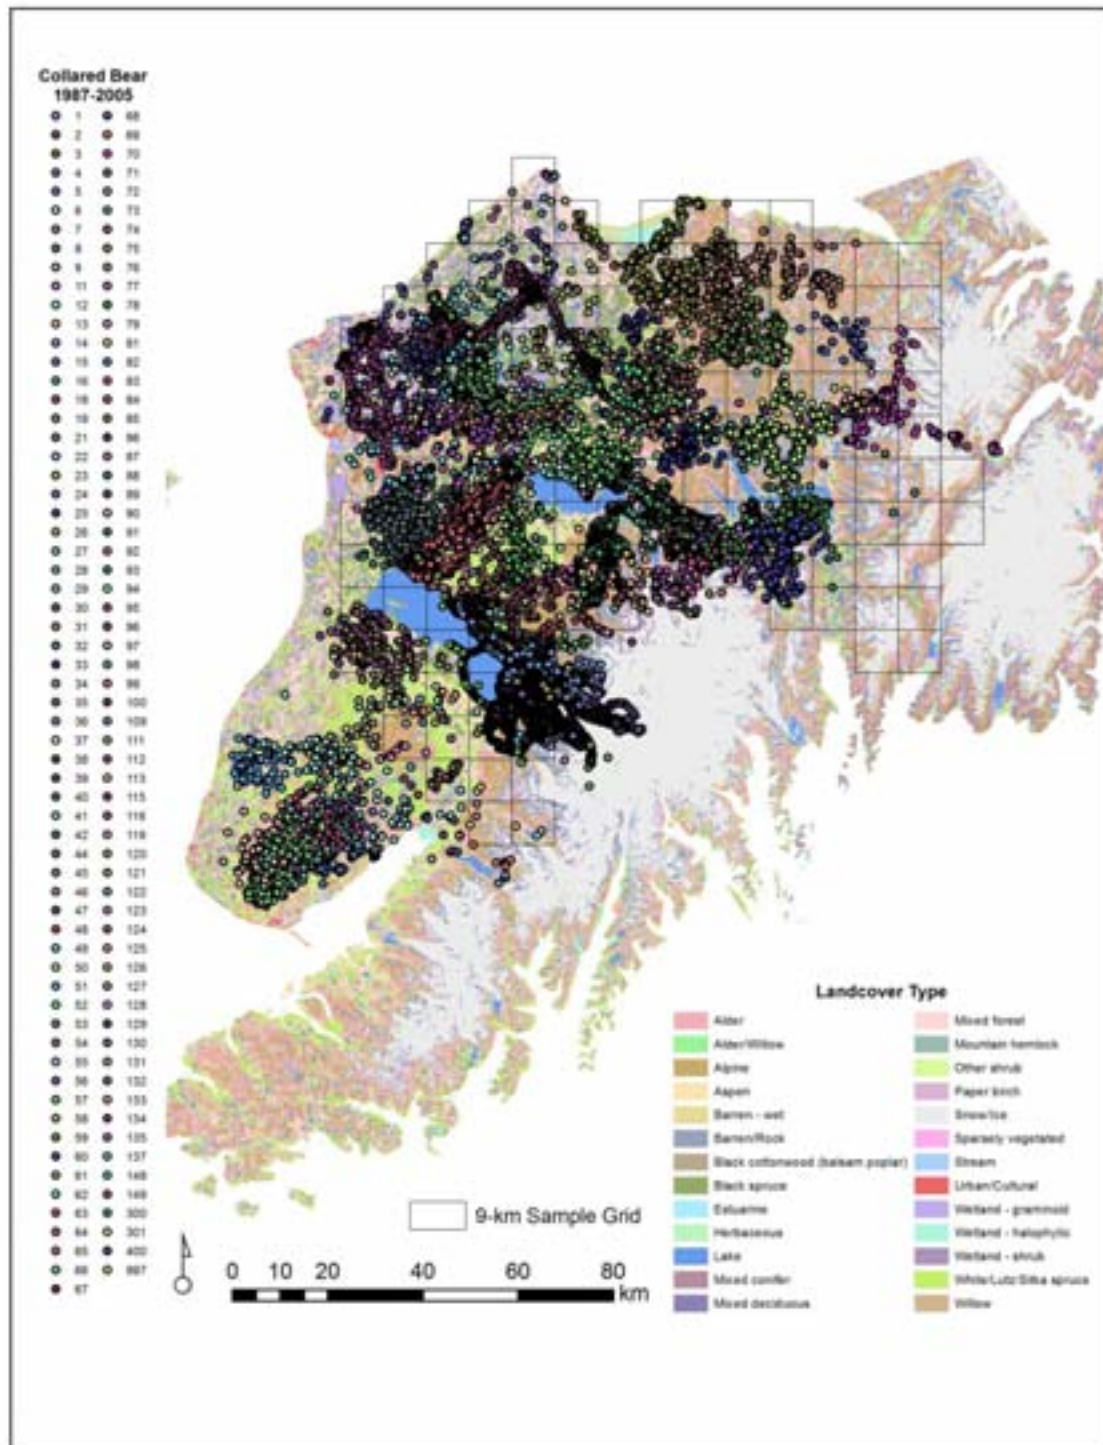 Collared Bear
1987-2005
1 68
2 69
3 70
4 71
5 72
6 73
7 74
8 75
9 76
11 77
12 78
13 79
14 81
15 82
16 83
18 84
19 85
21 86
22 87
23 88
24 89
25 90
26 91
27 92
28 93
29 94
30 95
31 96
32 97
33 98
34 99
35 100
36 109
37 111
38 112
39 113
40 115
41 118
42 119
44 120
45 121
46 122
47 123
48 124
49 125
50 126
51 127
52 128
53 129
54 130
55 131
56 132
57 133
58 134
59 135
60 137
61 148
62 149
63 300
64 301
65 400
66 997
67
Landcover Type
Alder
Alder/Willow
Alpine
Aspen
Barren - wet
Barren/Rock
Black cottonwood (balsam poplar)
Black spruce
Estuarine
Herbaceous
Lake
Mixed conifer
Mixed deciduous
Mixed forest
Mountain hemlock
Other shrub
Paper birch
Snow/Ice
Sparsely vegetated
Stream
Urban/Cultural
Wetland - graminoid
Wetland - halophytic
Wetland - shrub
White/Lutz/Sitka spruce
Willow
9-km Sample Grid
0 10 20 40 60 80
km